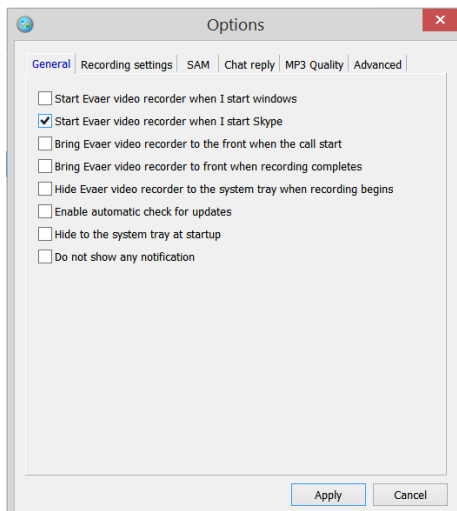 Options
General Recording settings SAM Chat reply MP3 Quality Advanced
Start Evaer video recorder when I start windows
Start Evaer video recorder when I start Skype
Bring Evaer video recorder to the front when the call start
Bring Evaer video recorder to front when recording completes
Hide Evaer video recorder to the system tray when recording begins
Enable automatic check for updates
Hide to the system tray at startup
Do not show any notification
Apply Cancel